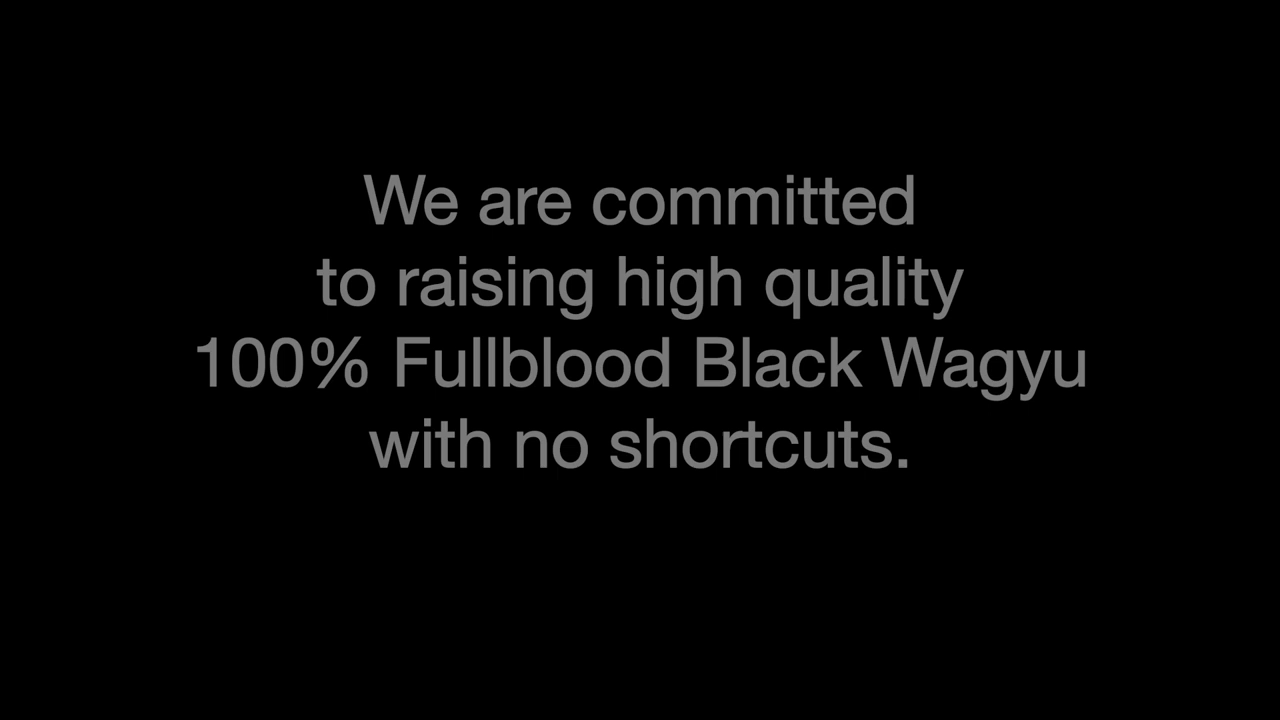 We are committed
to raising high quality
100% Fullblood Black Wagyu
with no shortcuts.